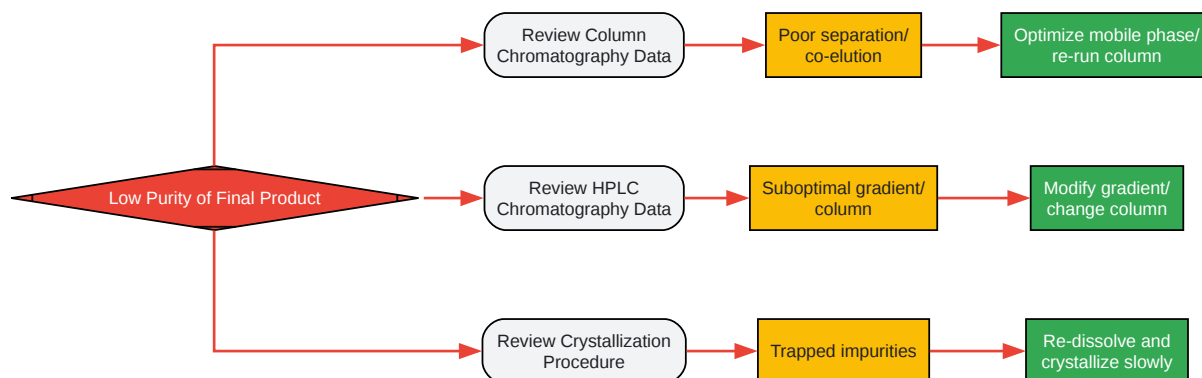 Review Column
Chromatography Data
Poor separation/
co-elution
Optimize mobile phase/
re-run column
Low Purity of Final Product
Review HPLC
Chromatography Data
Suboptimal gradient/
column
Modify gradient/
change column
Review Crystallization
Procedure
Trapped impurities
Re-dissolve and
crystallize slowly